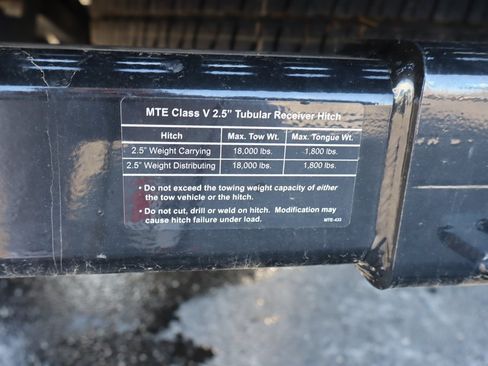 MTE Class V 2.5" Tubular Receiver Hitch
Hitch Max. Tow Wt. Max. Tongue Wt.
2.5" Weight Carrying 18,000 lbs. 1,800 lbs.
2.5" Weight Distributing 18,000 lbs. 1,800 lbs.
• Do not exceed the towing weight capacity of either
the tow vehicle or the hitch.
• Do not cut, drill or weld on hitch. Modification may
cause hitch failure under load.
MTE-433